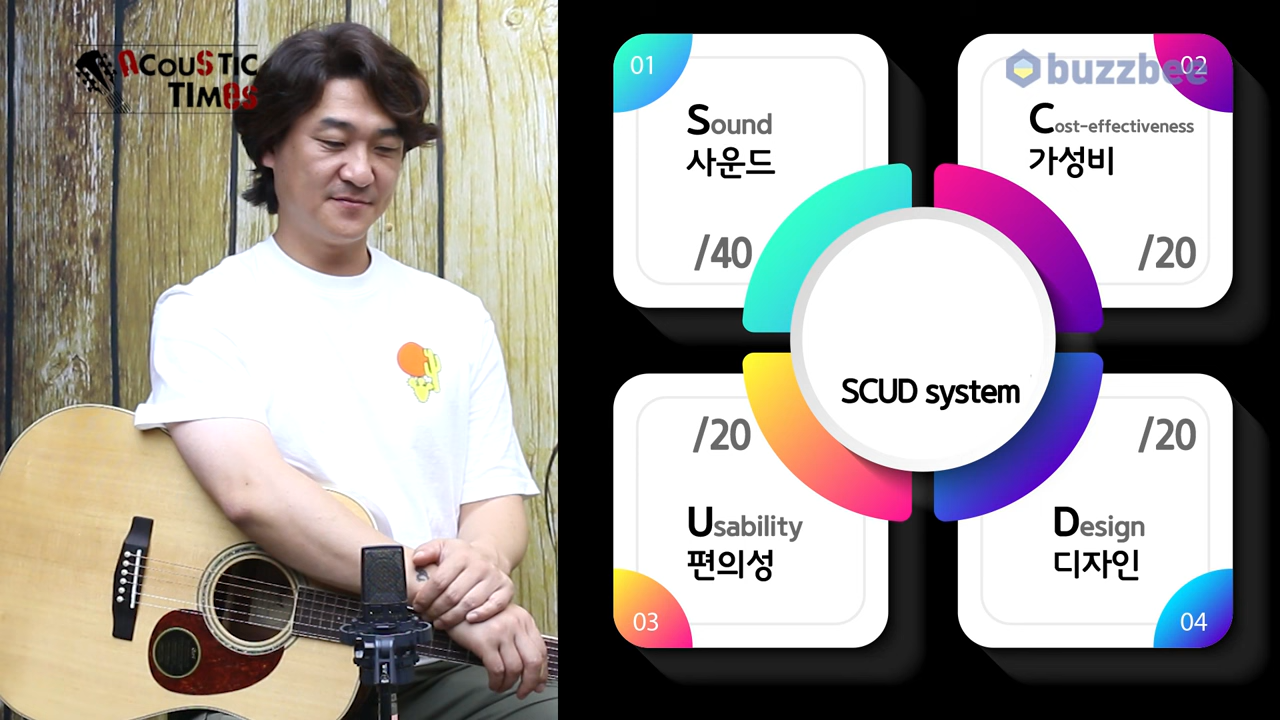 ACOUSTIC
TIMES
01
Sound
사운드
/40
buzzbee
02
Cost-effectiveness
가성비
/20
SCUD system
/20
Usability
편의성
03
/20
Design
디자인
04